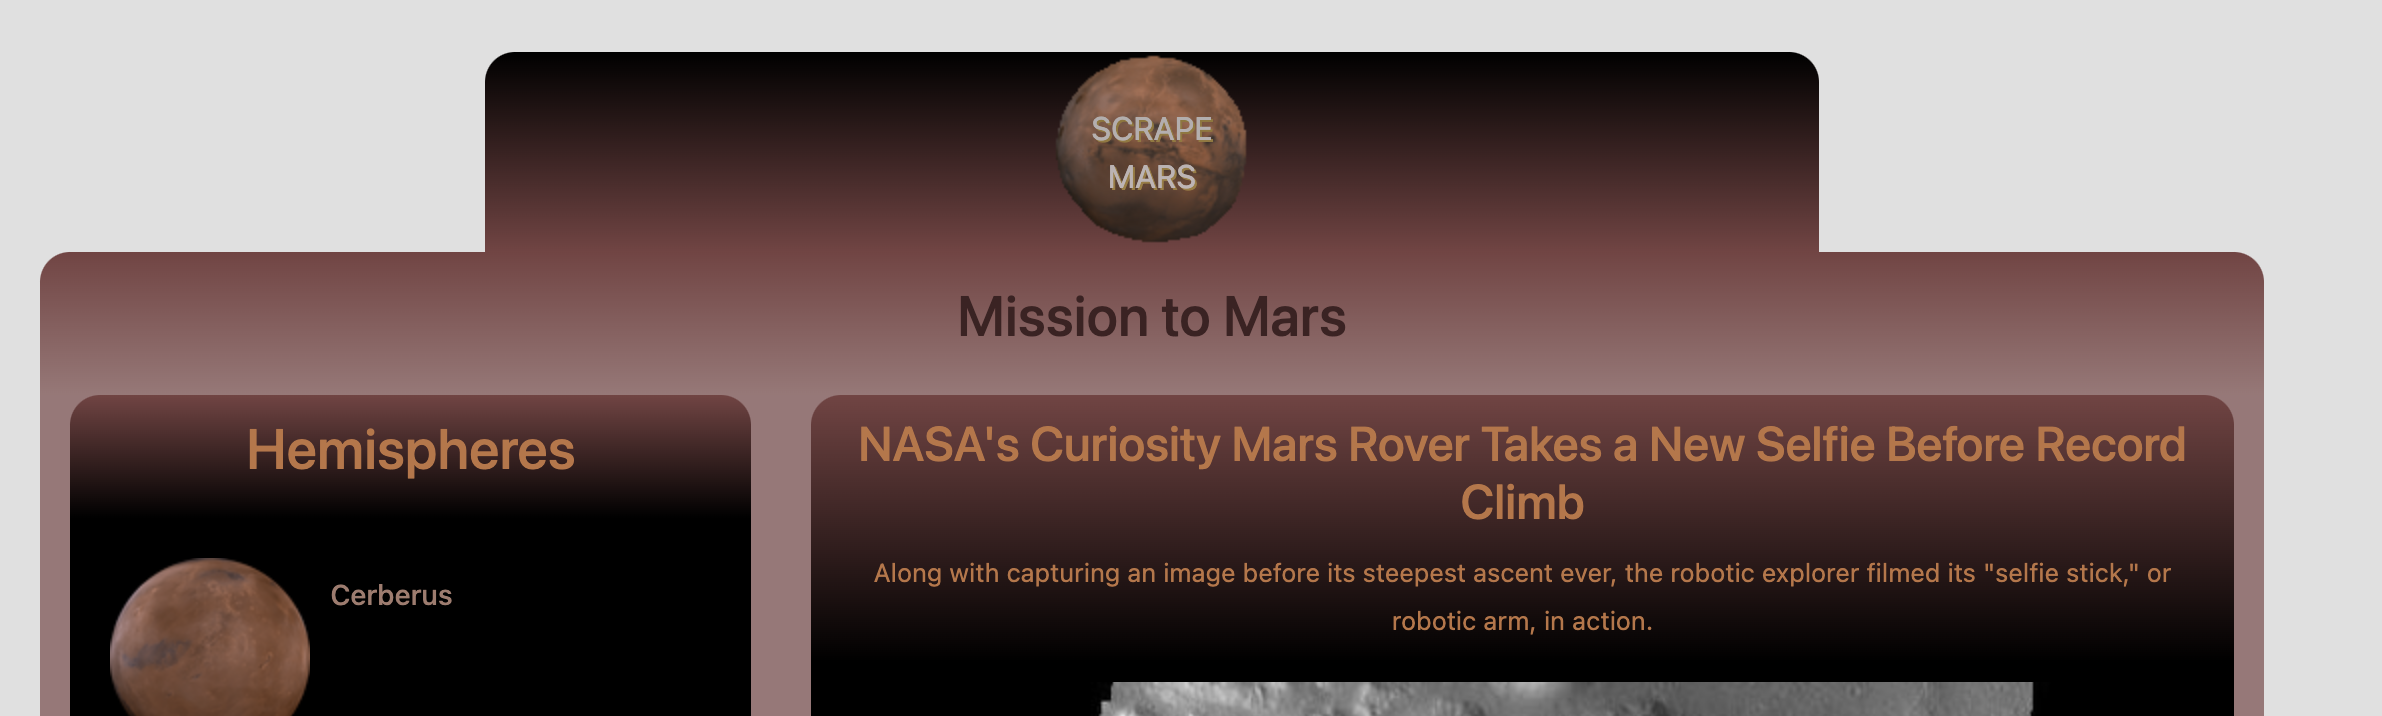 SCRAPE
MARS
Mission to Mars
Hemispheres
Cerberus
NASA's Curiosity Mars Rover Takes a New Selfie Before Record
Climb
Along with capturing an image before its steepest ascent ever, the robotic explorer filmed its "selfie stick," or
robotic arm, in action.